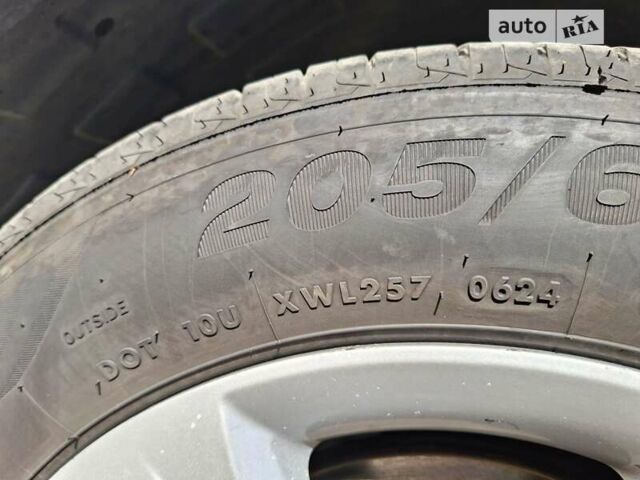 auto RIA
205/6
OUTSIDE
DOT 10U XWL257 0624